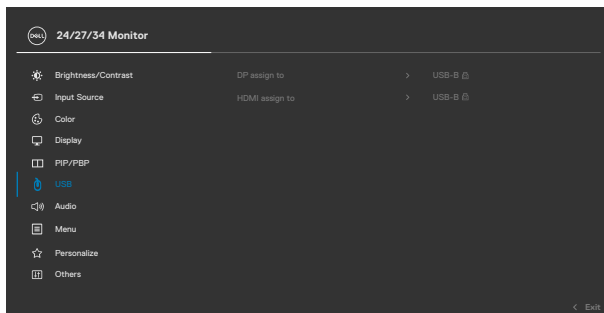 DELL 24/27/34 Monitor
Brightness/Contrast DP assign to > USB-B
Input Source HDMI assign to > USB-B
Color
Display
PIP/PBP
USB
Audio
Menu
Personalize
Others
< Exit